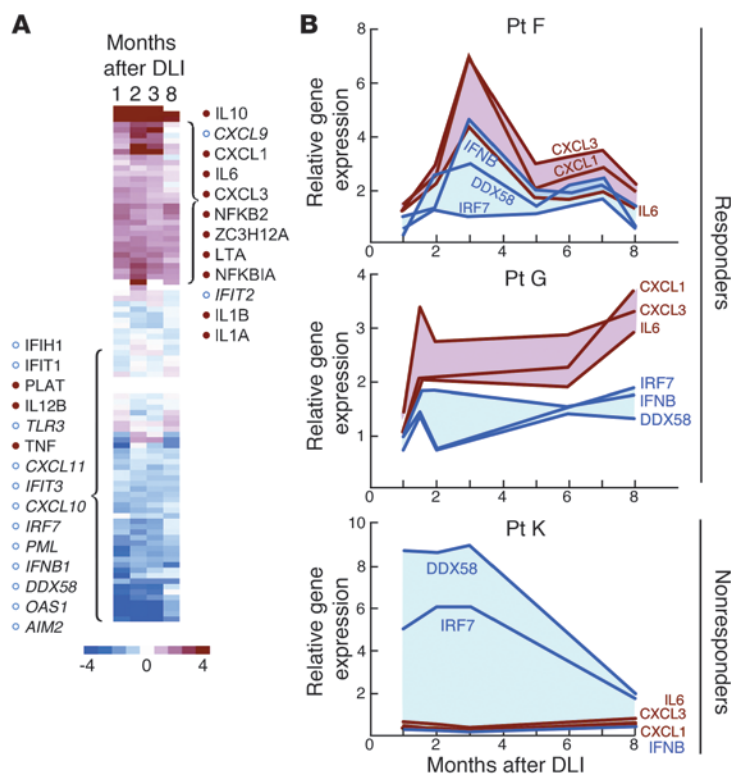 A
Months
after DLI
1 2 3 8
IL10
CXCL9
CXCL1
IL6
CXCL3
NFKB2
ZC3H12A
LTA
NFKBIA
IFIT2
IL1B
IL1A
IFIH1
IFIT1
PLAT
IL12B
TLR3
TNF
CXCL11
IFIT3
CXCL10
IRF7
PML
IFNB1
DDX58
OAS1
AIM2
-4 0 4
B
Pt F
Relative gene
expression
8
6
4
2
0 2 4 6 8
IFNB
DDX58
IRF7
CXCL3
CXCL1
IL6
Pt G
Relative gene
expression
4
3
2
1
0 2 4 6 8
CXCL1
CXCL3
IL6
IRF7
IFNB
DDX58
Responders
Pt K
Relative gene
expression
10
8
6
4
2
0 2 4 6 8
DDX58
IRF7
IL6
CXCL3
CXCL1
IFNB
Months after DLI
Nonresponders